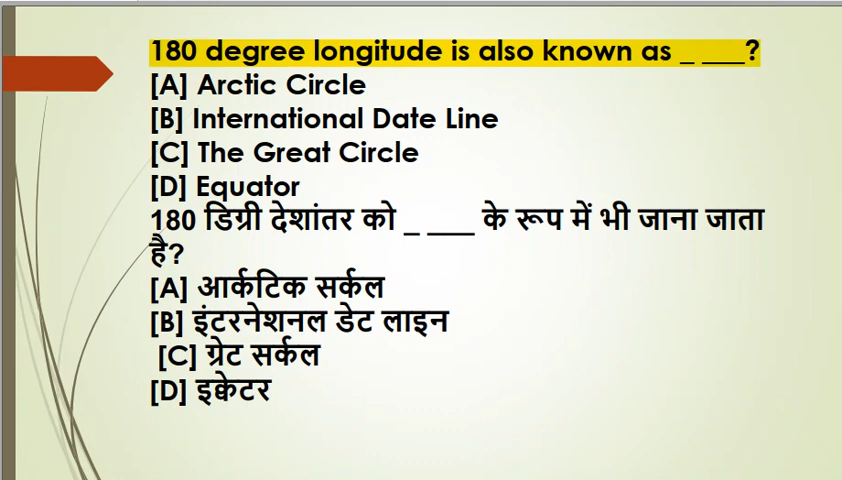 180 degree longitude is also known as _ ___?
[A] Arctic Circle
[B] International Date Line
[C] The Great Circle
[D] Equator
180 डिग्री देशांतर को _ ___ के रूप में भी जाना जाता
है?
[A] आर्कटिक सर्कल
[B] इंटरनेशनल डेट लाइन
[C] ग्रेट सर्कल
[D] इक्वेटर